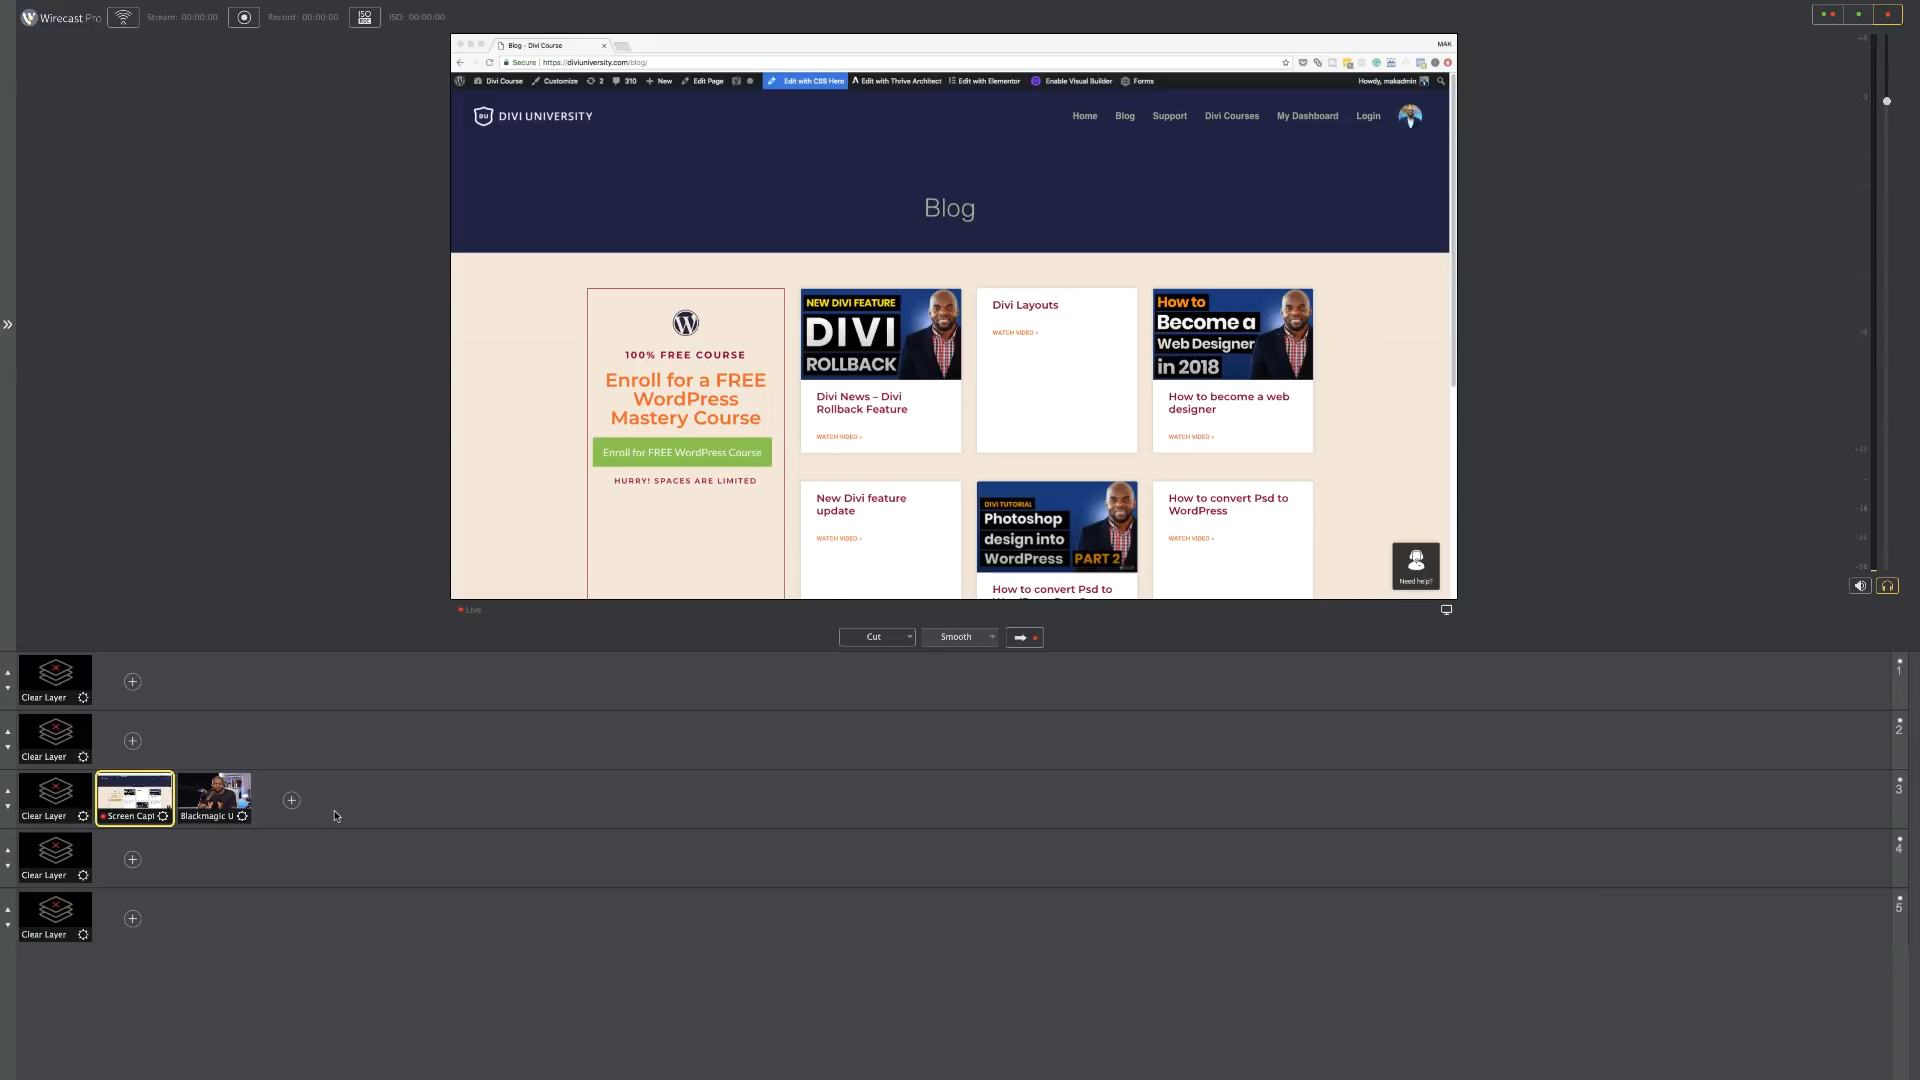 Wirecast Pro
Stream: 00:00:00
Record: 00:00:00
ISO
REC
ISO: 00:00:00
Blog - Divi Course
MAK
Secure
https://diviuniversity.com/blog/
Divi Course
Customize
2
310
New
Edit Page
Edit with CSS Hero
Edit with Thrive Architect
Edit with Elementor
Enable Visual Builder
Forms
Howdy, makadmin
DU
DIVI UNIVERSITY
Home
Blog
Support
Divi Courses
My Dashboard
Login
Blog
100% FREE COURSE
Enroll for a FREE
WordPress
Mastery Course
Enroll for FREE WordPress Course
HURRY! SPACES ARE LIMITED
NEW DIVI FEATURE
DIVI
ROLLBACK
Divi News – Divi
Rollback Feature
WATCH VIDEO »
Divi Layouts
WATCH VIDEO »
How to
Become a
Web Designer
in 2018
How to become a web
designer
WATCH VIDEO »
New Divi feature
update
WATCH VIDEO »
DIVI TUTORIAL
Photoshop
design into
WordPress PART 2
How to convert Psd to
How to convert Psd to
WordPress
WATCH VIDEO »
Need help?
Live
Cut
Smooth
Clear Layer
1
Clear Layer
2
Clear Layer
Screen Capt
Blackmagic U
3
Clear Layer
4
Clear Layer
5